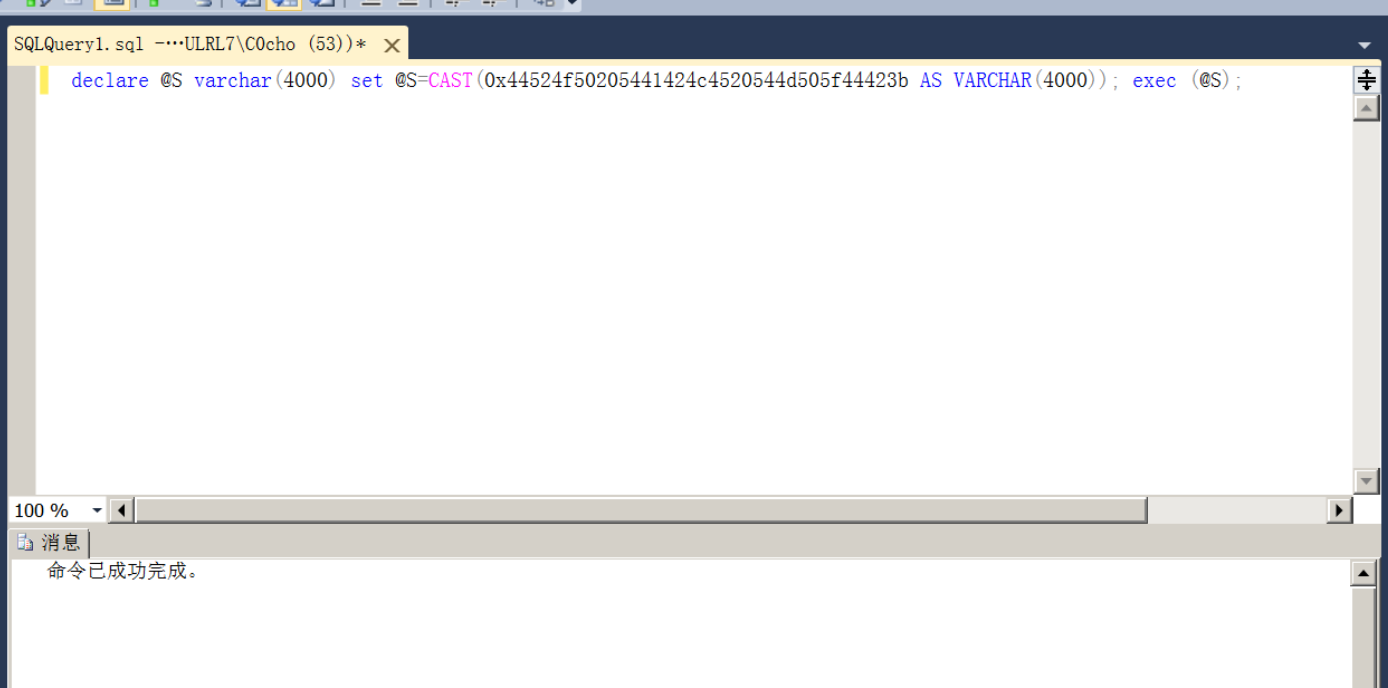 SQLQuery1.sql -...ULRL7\C0cho (53))*
declare @S varchar(4000) set @S=CAST(0x44524f50205441424c4520544d505f44423b AS VARCHAR(4000)); exec (@S);
100 %
消息
命令已成功完成。